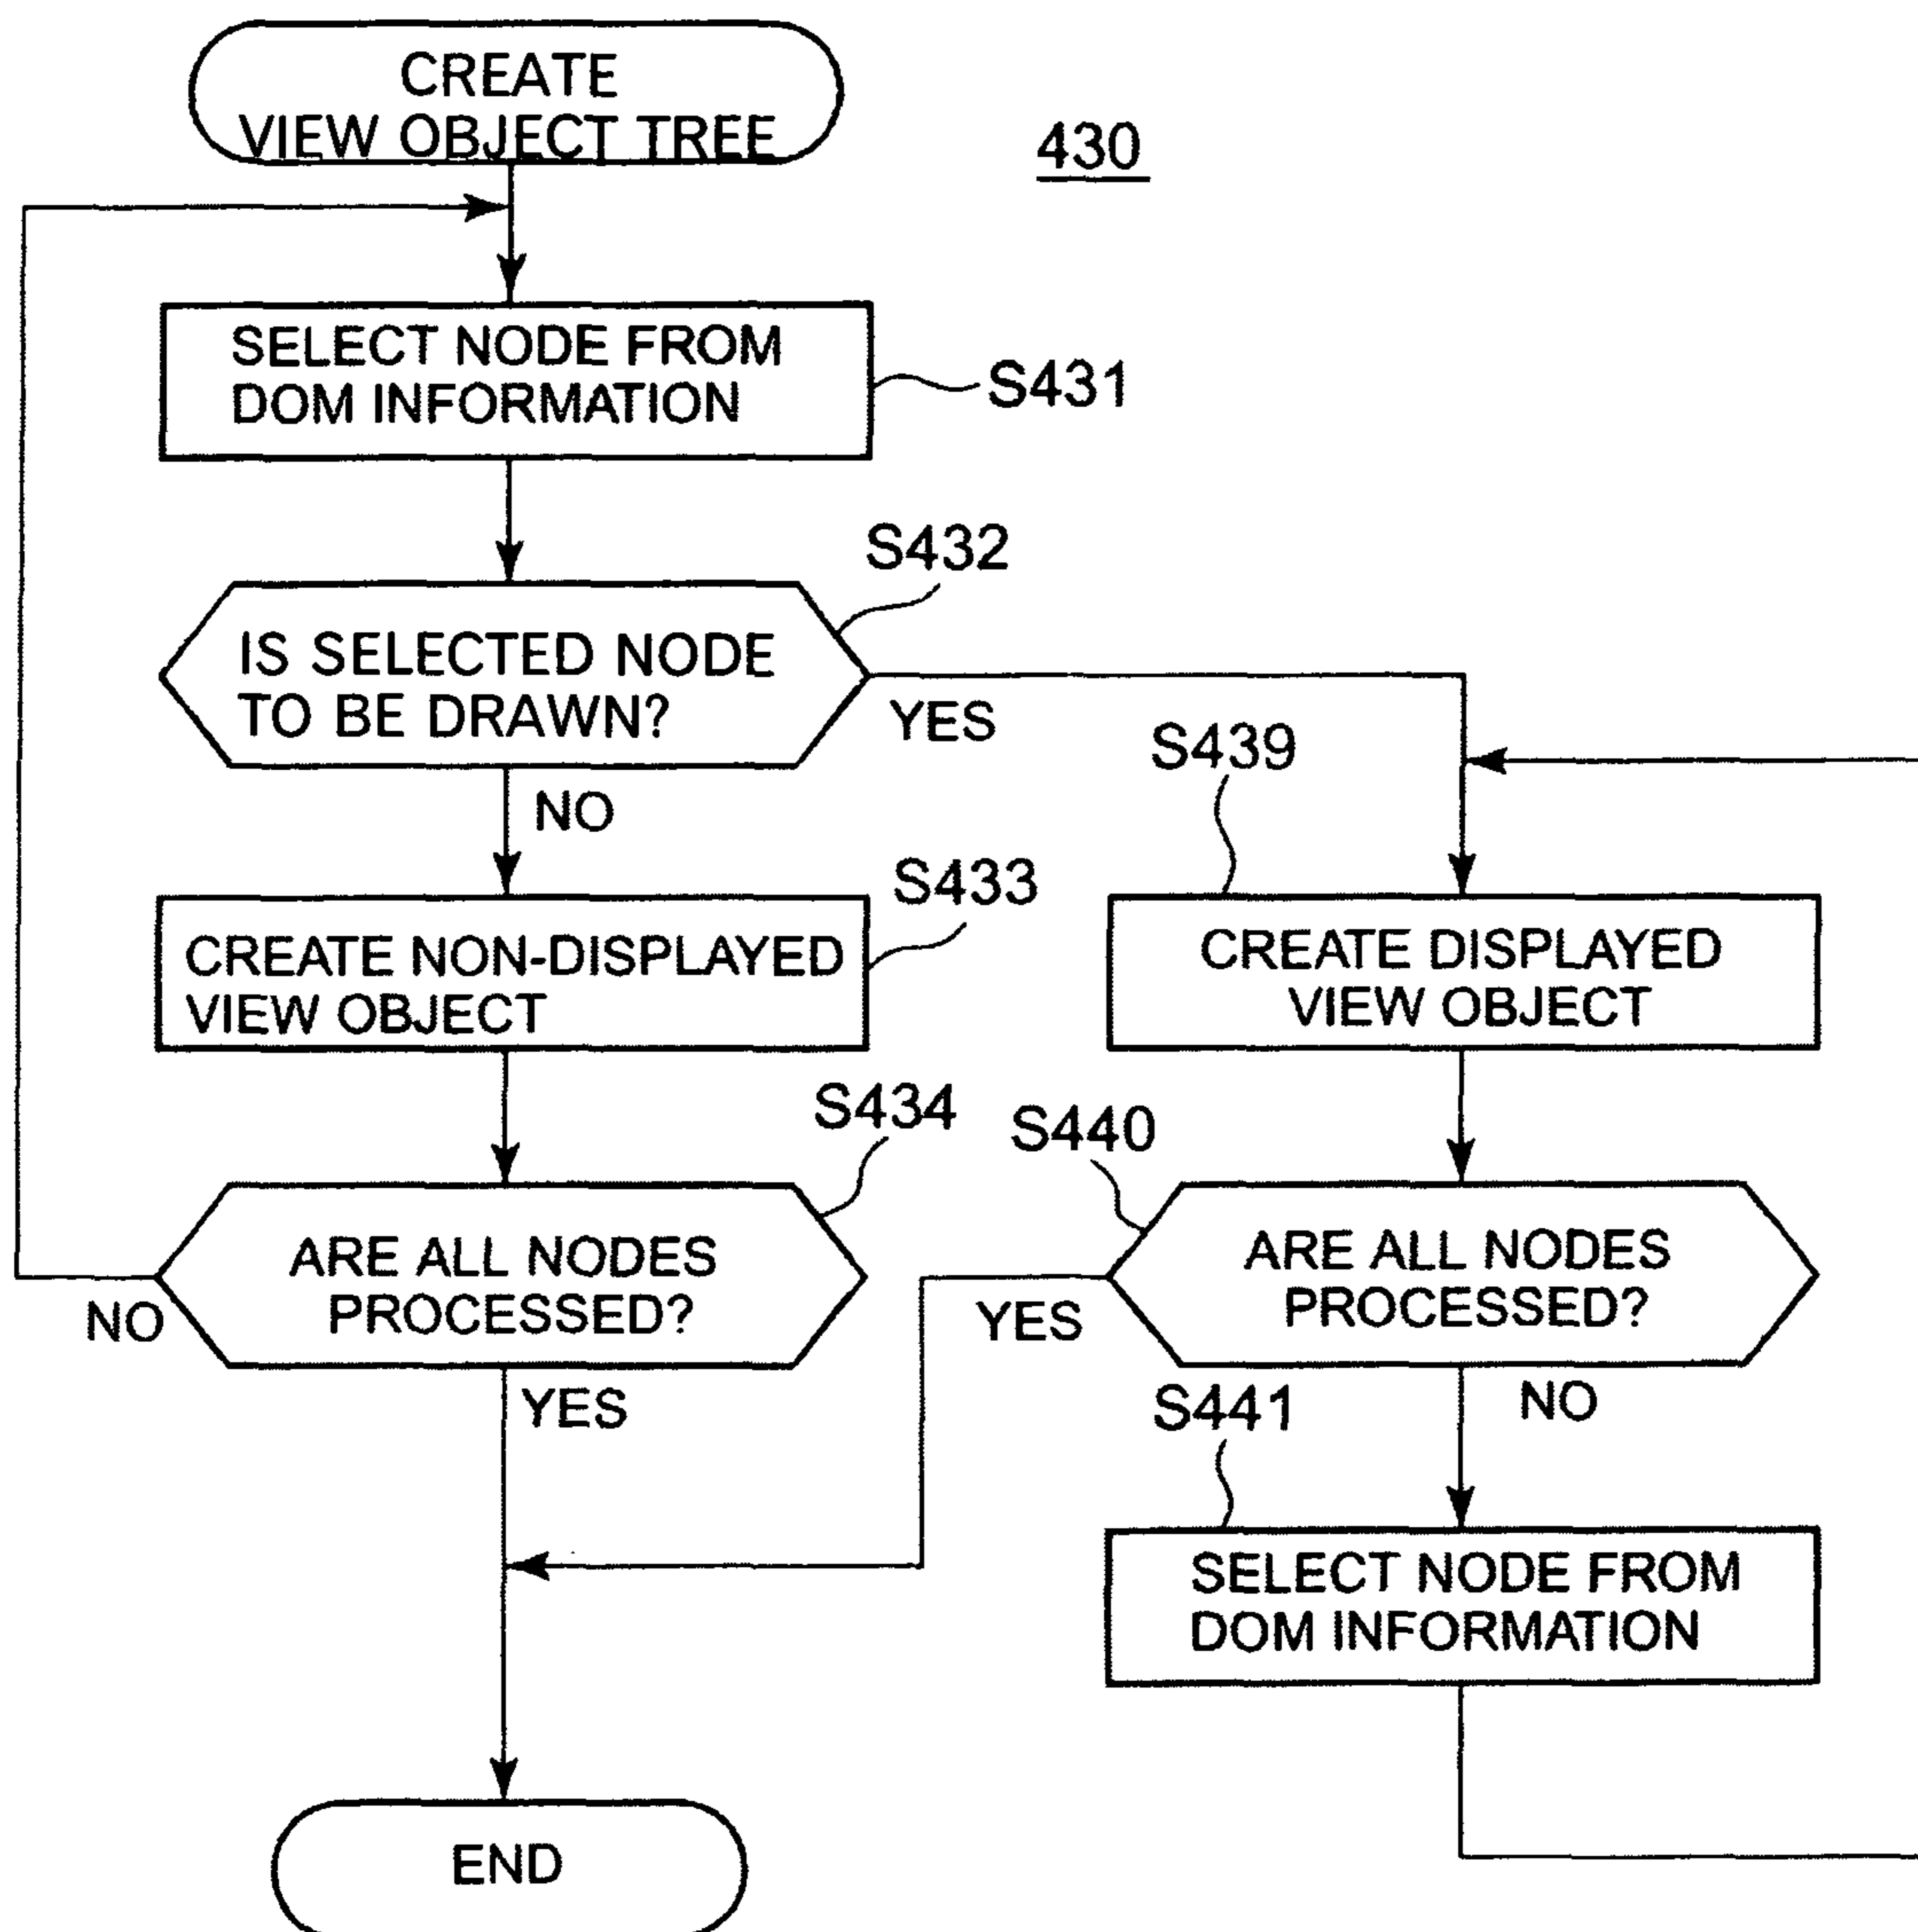 CREATE
VIEW OBJECT TREE
430
SELECT NODE FROM
DOM INFORMATION
S431
S432
IS SELECTED NODE
TO BE DRAWN?
YES
NO
S433
CREATE NON-DISPLAYED
VIEW OBJECT
S434
ARE ALL NODES
PROCESSED?
NO
YES
S439
CREATE DISPLAYED
VIEW OBJECT
S440
ARE ALL NODES
PROCESSED?
YES
NO
S441
SELECT NODE FROM
DOM INFORMATION
END